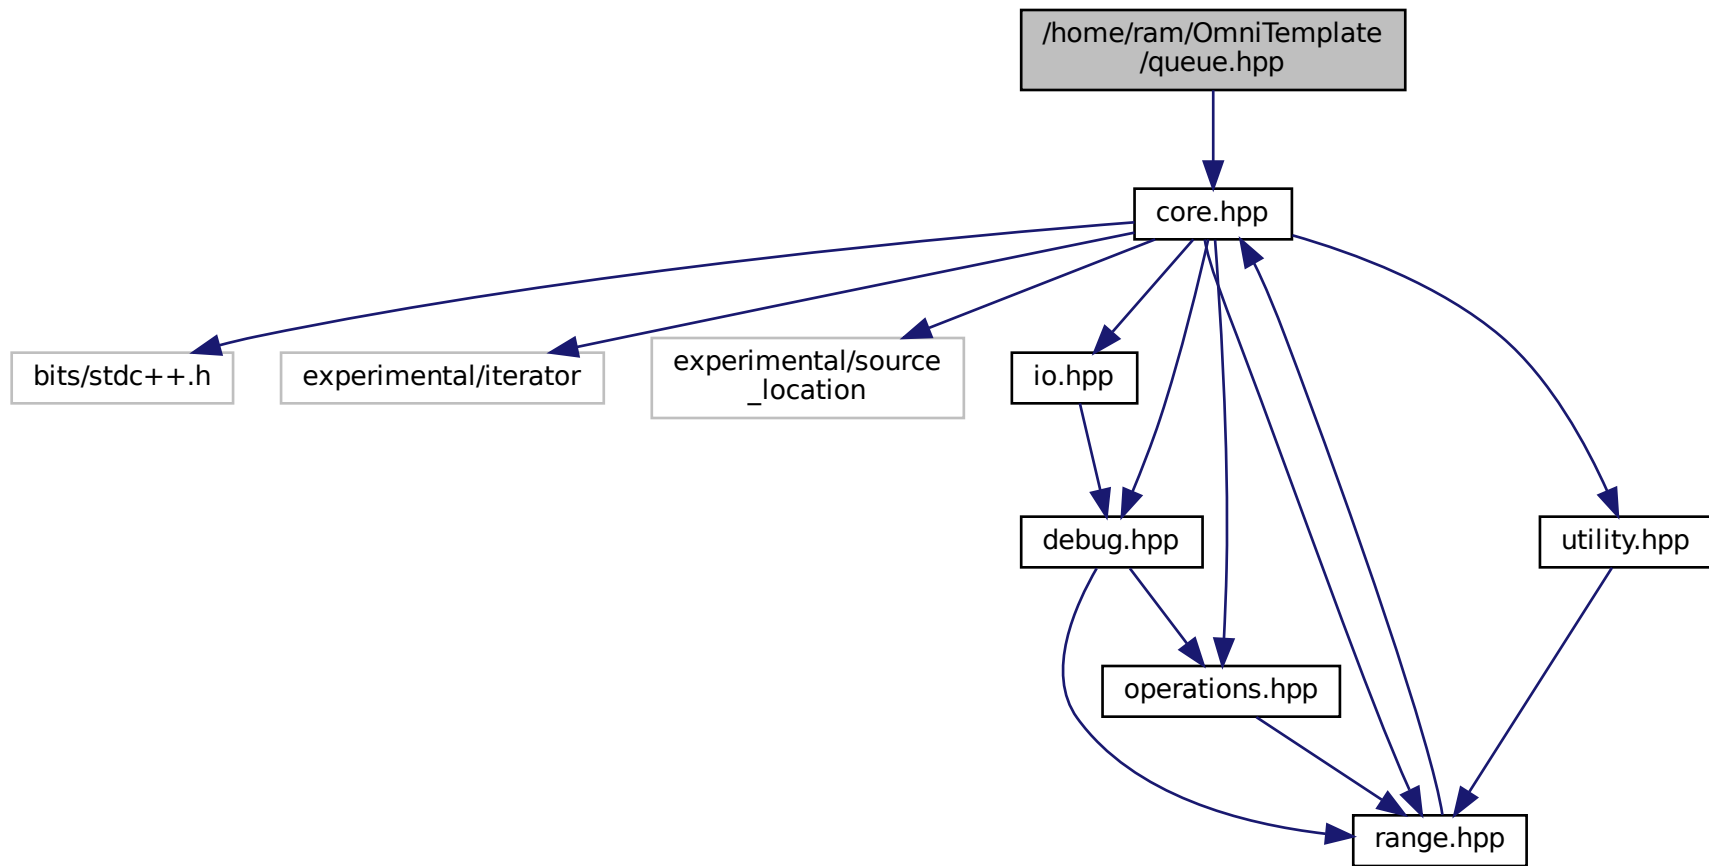 /home/ram/OmniTemplate
/queue.hpp
core.hpp
bits/stdc++.h
experimental/iterator
experimental/source
_location
io.hpp
debug.hpp
utility.hpp
operations.hpp
range.hpp